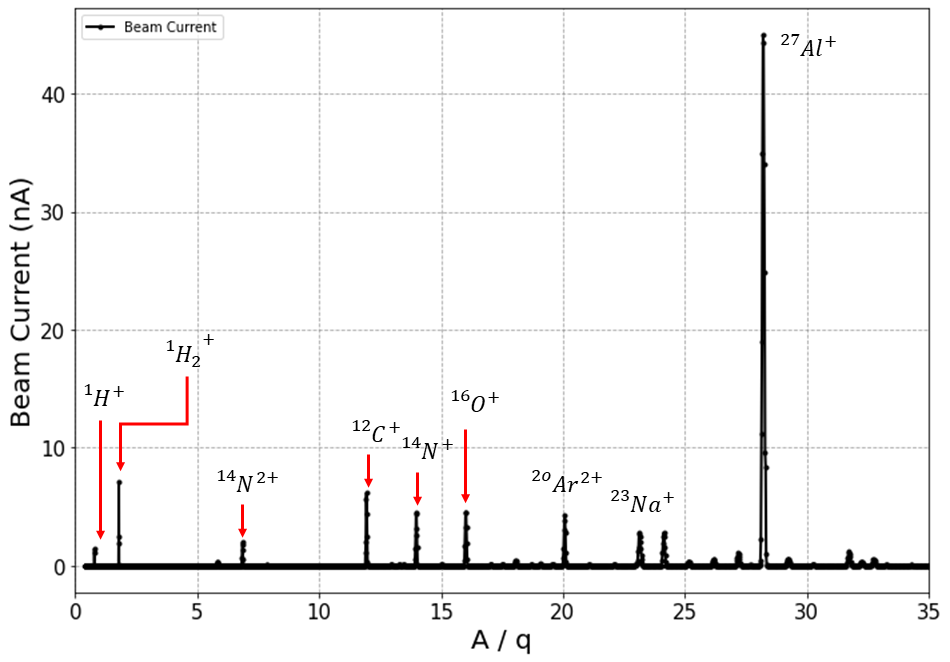 Beam Current
²⁷Al⁺
¹H₂⁺
¹H⁺
¹⁶O⁺
¹²C⁺
¹⁴N⁺
¹⁴N²⁺
²ᵒAr²⁺
²³Na⁺
Beam Current (nA)
40
30
20
10
0
0 5 10 15 20 25 30 35
A / q